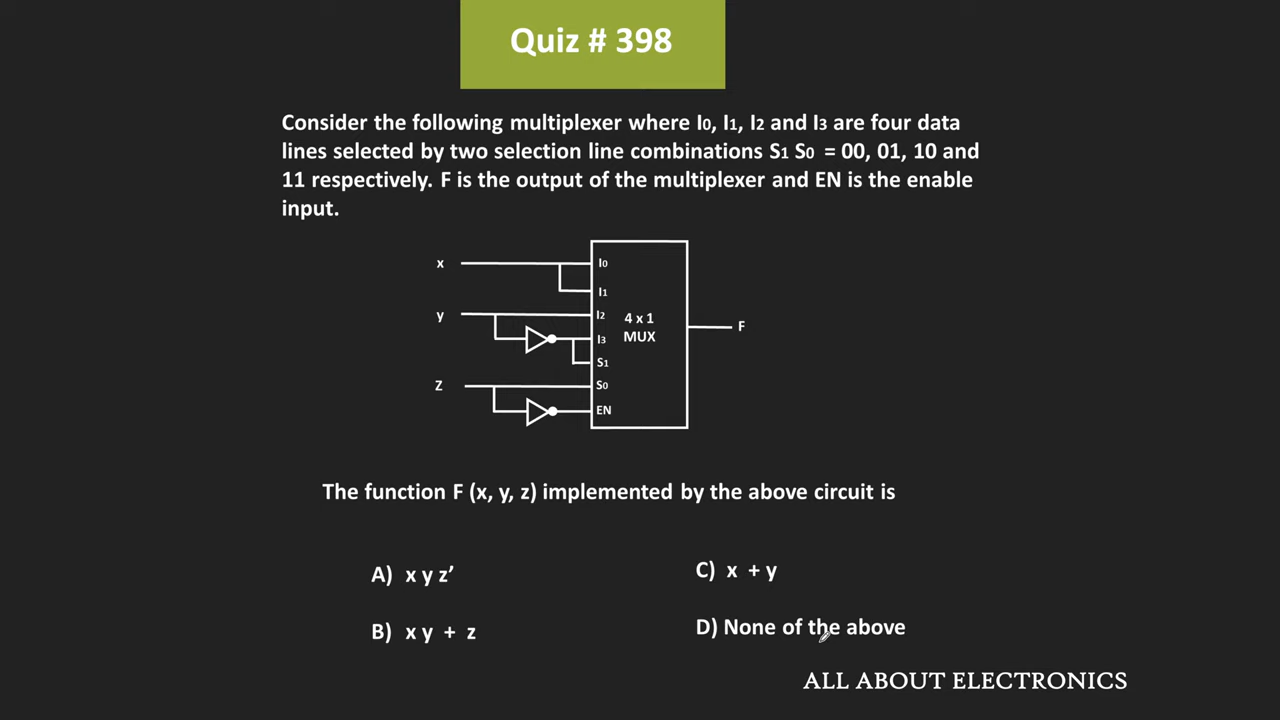 Quiz # 398
Consider the following multiplexer where I0, I1, I2 and I3 are four data
lines selected by two selection line combinations S1 S0 = 00, 01, 10 and
11 respectively. F is the output of the multiplexer and EN is the enable
input.
x
I0
I1
y
I2
4 x 1
MUX
F
I3
S1
Z
S0
EN
The function F (x, y, z) implemented by the above circuit is
A) x y z’
C) x + y
B) x y + z
D) None of the above
ALL ABOUT ELECTRONICS